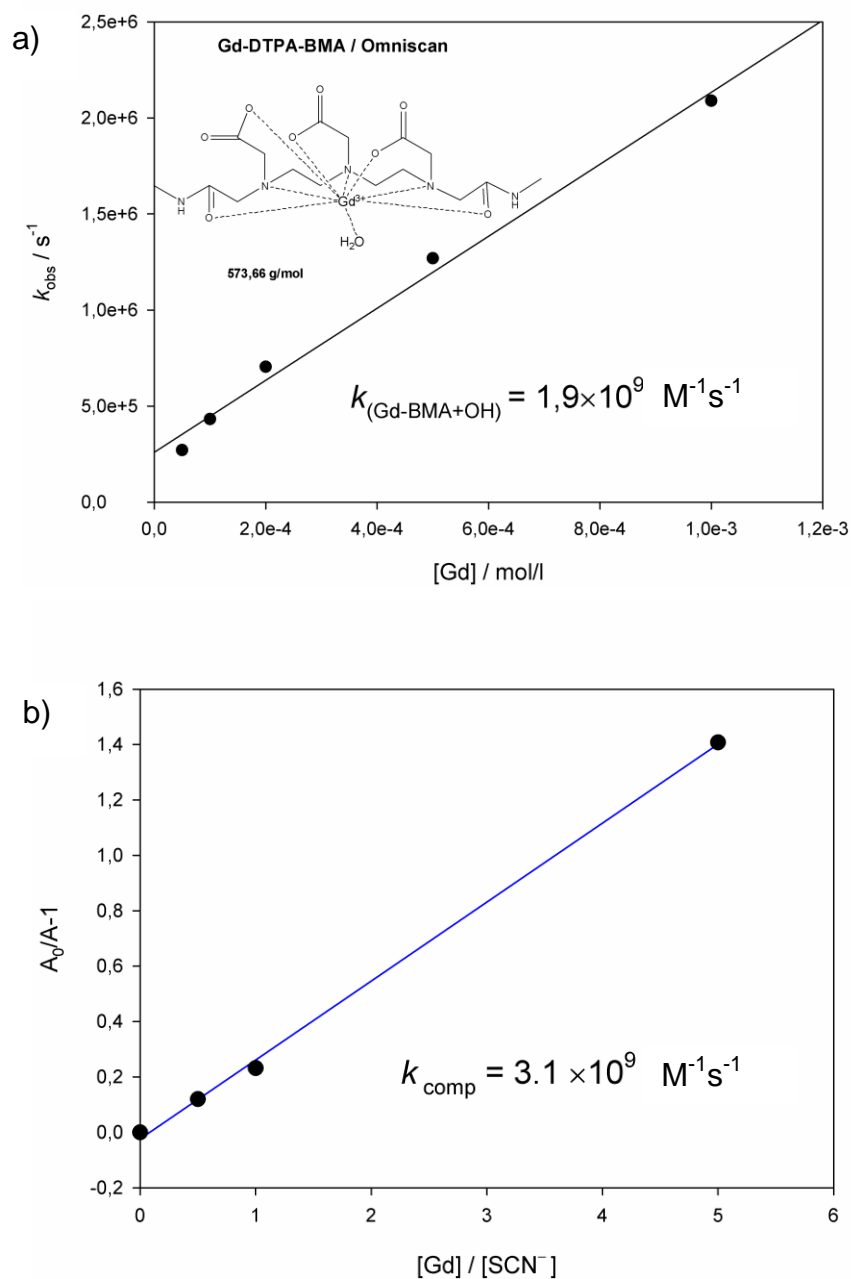 a)
2,5e+6
Gd-DTPA-BMA / Omniscan
2,0e+6
1,5e+6
1,0e+6
5,0e+5
0,0
k_obs / s^-1
O
O
O
O
O
O
N
N
N
N
H
O
Gd3+
O
N
H
H2O
573,66 g/mol
k(Gd-BMA+OH) = 1,9×10^9 M^-1s^-1
0,0 2,0e-4 4,0e-4 6,0e-4 8,0e-4 1,0e-3 1,2e-3
[Gd] / mol/l
b)
1,6
1,4
1,2
1,0
0,8
0,6
0,4
0,2
0,0
-0,2
A0/A-1
k comp = 3.1 ×10^9 M^-1s^-1
0 1 2 3 4 5 6
[Gd] / [SCN^−]